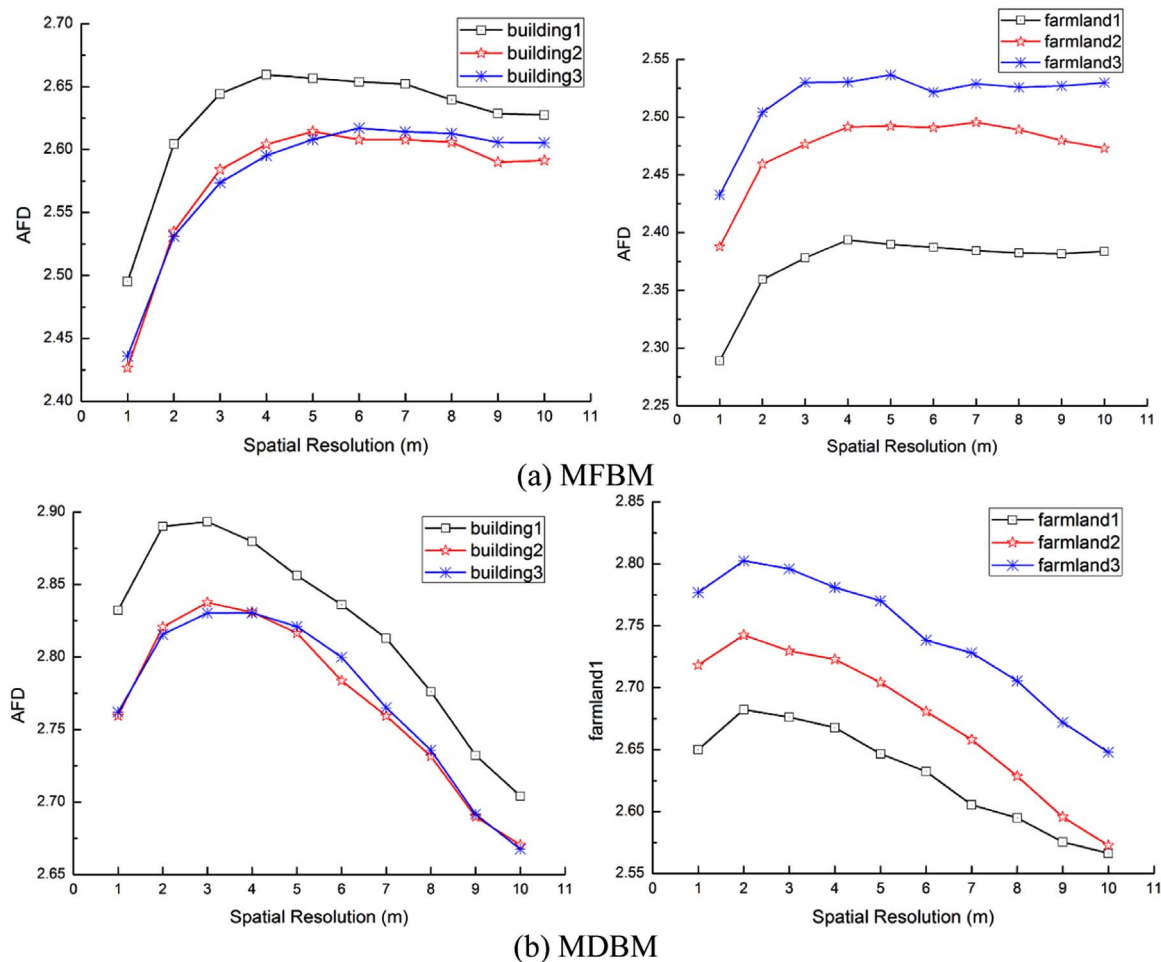 2.70
2.65
2.60
2.55
2.50
2.45
2.40
AFD
0 1 2 3 4 5 6 7 8 9 10 11
Spatial Resolution (m)
building1
building2
building3
2.55
2.50
2.45
2.40
2.35
2.30
2.25
AFD
0 1 2 3 4 5 6 7 8 9 10 11
Spatial Resolution (m)
farmland1
farmland2
farmland3
(a) MFBM
2.90
2.85
2.80
2.75
2.70
2.65
AFD
0 1 2 3 4 5 6 7 8 9 10 11
Spatial Resolution (m)
building1
building2
building3
2.85
2.80
2.75
2.70
2.65
2.60
2.55
farmland1
0 1 2 3 4 5 6 7 8 9 10 11
Spatial Resolution (m)
farmland1
farmland2
farmland3
(b) MDBM